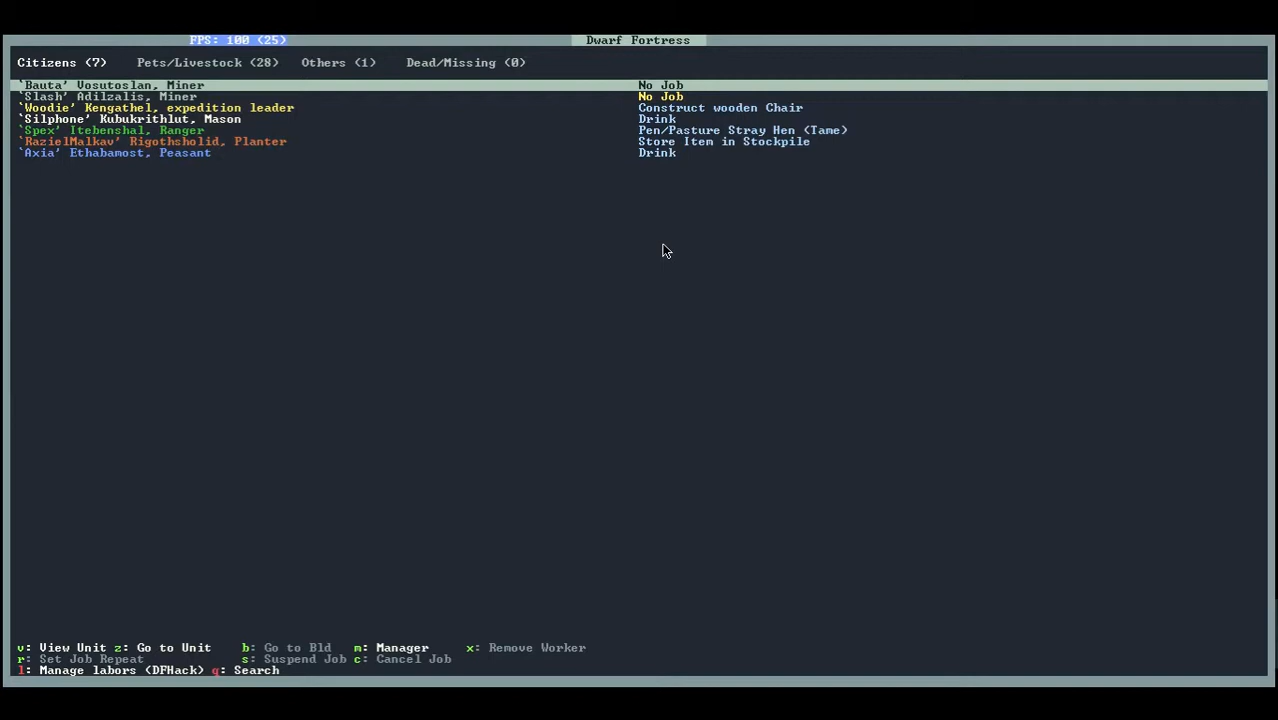 FPS: 100 (25) Dwarf Fortress
Citizens (7) Pets/Livestock (28) Others (1) Dead/Missing (0)
`Bauta' Vosutoslan, Miner No Job
`Slash' Adilzalis, Miner No Job
`Woodie' Kengathel, expedition leader Construct wooden Chair
`Silphone' Kubukrithlut, Mason Drink
`Spex' Itebenshal, Ranger Pen/Pasture Stray Hen (Tame)
`RazielMalkav' Rigothsholid, Planter Store Item in Stockpile
`Axia' Ethabamost, Peasant Drink
v: View Unit z: Go to Unit b: Go to Bld m: Manager x: Remove Worker
r: Set Job Repeat s: Suspend Job c: Cancel Job
l: Manage labors (DFHack) q: Search